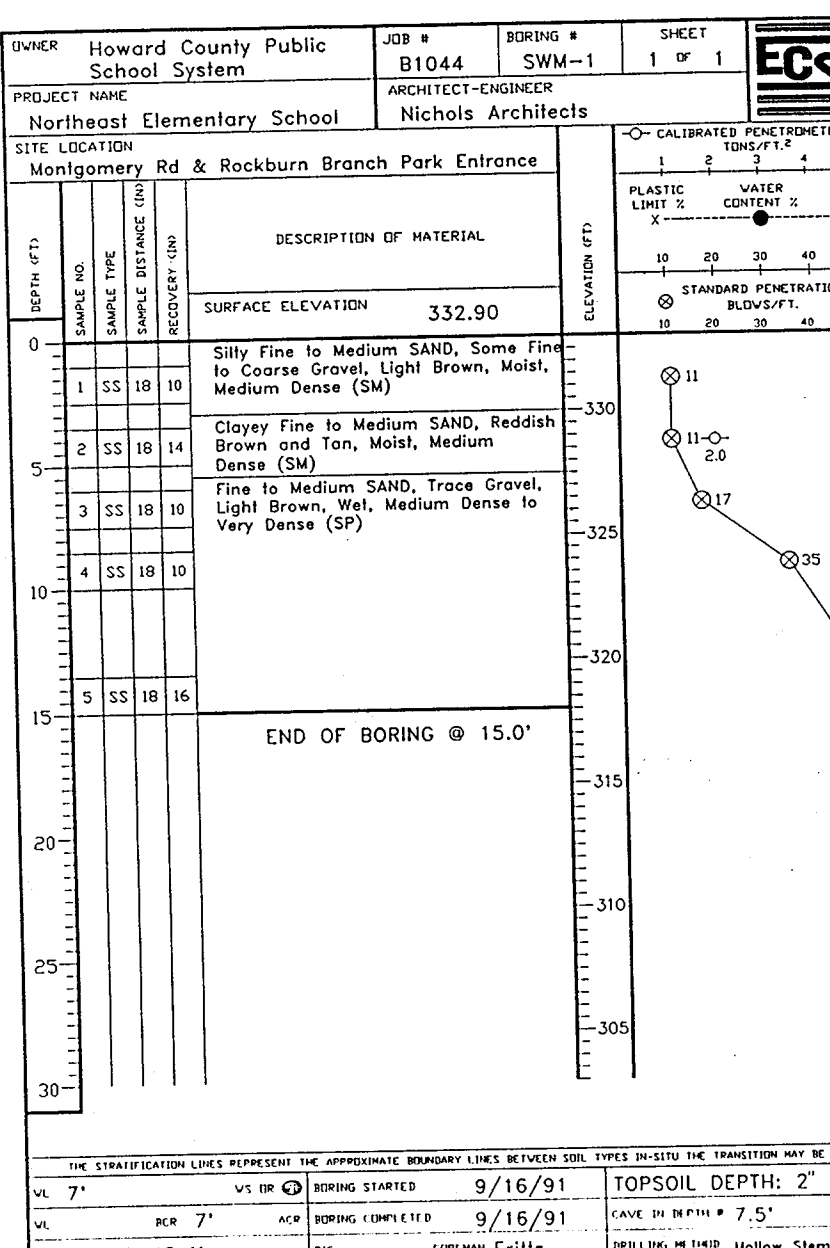 OWNER
Howard County Public
School System
JOB #
B1044
BORING #
SWM-1
SHEET
1 OF 1
PROJECT NAME
Northeast Elementary School
ARCHITECT-ENGINEER
Nichols Architects
SITE LOCATION
Montgomery Rd & Rockburn Branch Park Entrance
CALIBRATED PENETROMET
TONS/FT.²
1 2 3 4
PLASTIC
LIMIT %
WATER
CONTENT %
X
10 20 30 40
STANDARD PENETRATI
BLOWS/FT.
10 20 30 40
DEPTH (FT)
SAMPLE NO.
SAMPLE TYPE
SAMPLE DISTANCE (IN)
RECOVERY (IN)
DESCRIPTION OF MATERIAL
SURFACE ELEVATION 332.90
ELEVATION (FT)
0
Silty Fine to Medium SAND, Some Fine
to Coarse Gravel, Light Brown, Moist,
Medium Dense (SM)
1 SS 18 10
11
330
Clayey Fine to Medium SAND, Reddish
Brown and Tan, Moist, Medium
Dense (SM)
2 SS 18 14
11
2.0
5
Fine to Medium SAND, Trace Gravel,
Light Brown, Wet, Medium Dense to
Very Dense (SP)
3 SS 18 10
17
325
4 SS 18 10
35
10
320
5 SS 18 16
15
END OF BORING @ 15.0'
315
20
310
25
305
30
THE STRATIFICATION LINES REPRESENT THE APPROXIMATE BOUNDARY LINES BETWEEN SOIL TYPES IN-SITU THE TRANSITION MAY BE
WL 7' WS OR
BORING STARTED 9/16/91
TOPSOIL DEPTH: 2"
WL BCR 7' ACR
BORING COMPLETED 9/16/91
CAVE IN DEPTH @ 7.5'
FOREMAN
DRILLING METHOD Hollow Stem